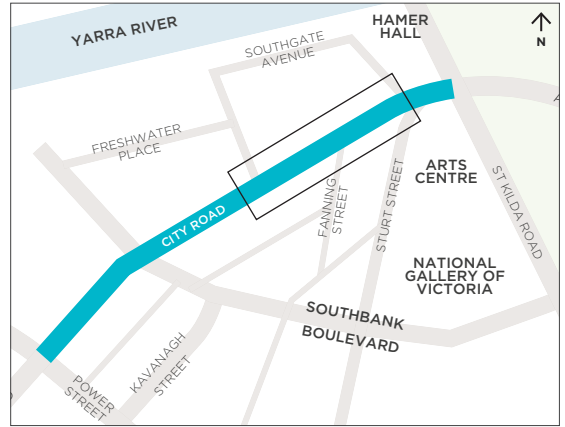 YARRA RIVER
HAMER
HALL
N
SOUTHGATE
AVENUE
FRESHWATER
PLACE
CITY ROAD
FANNING
STREET
STURT STREET
ARTS
CENTRE
ST KILDA ROAD
NATIONAL
GALLERY OF
VICTORIA
SOUTHBANK
BOULEVARD
KAVANAGH
STREET
POWER
STREET